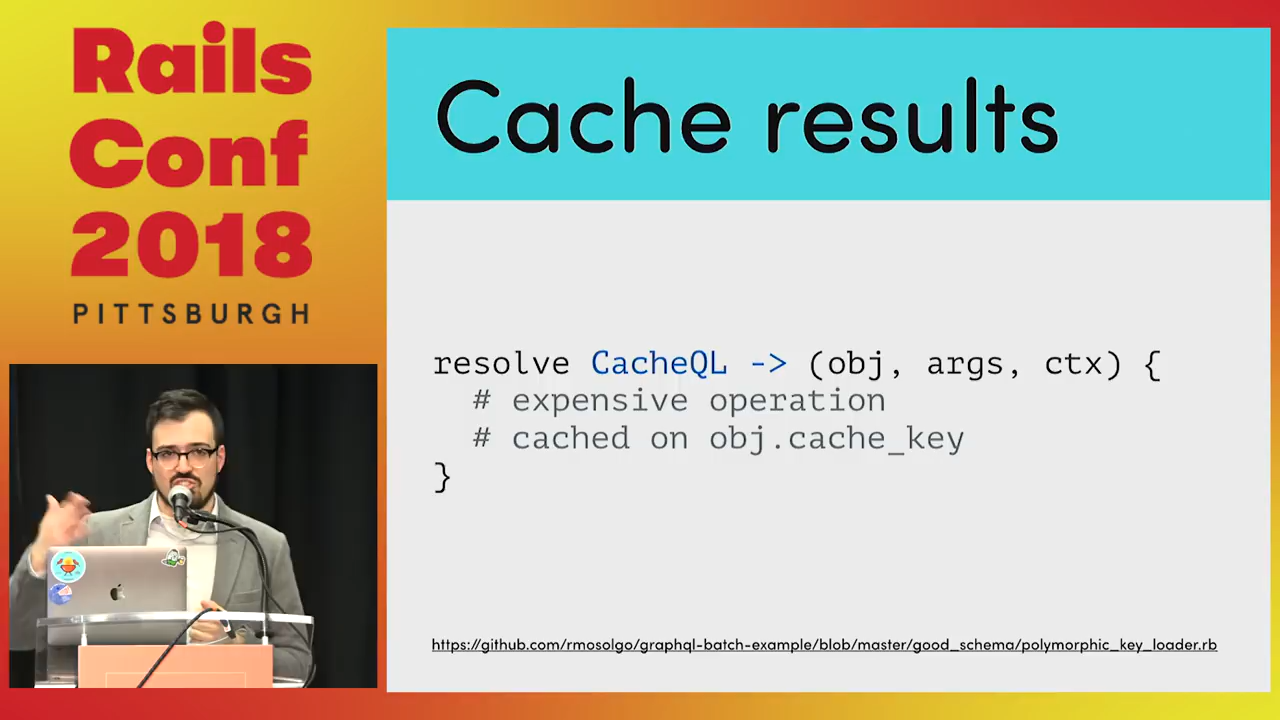 Rails
Conf
2018
PITTSBURGH
Cache results
resolve CacheQL -> (obj, args, ctx) {
  # expensive operation
  # cached on obj.cache_key
}
https://github.com/rmosolgo/graphql-batch-example/blob/master/good_schema/polymorphic_key_loader.rb